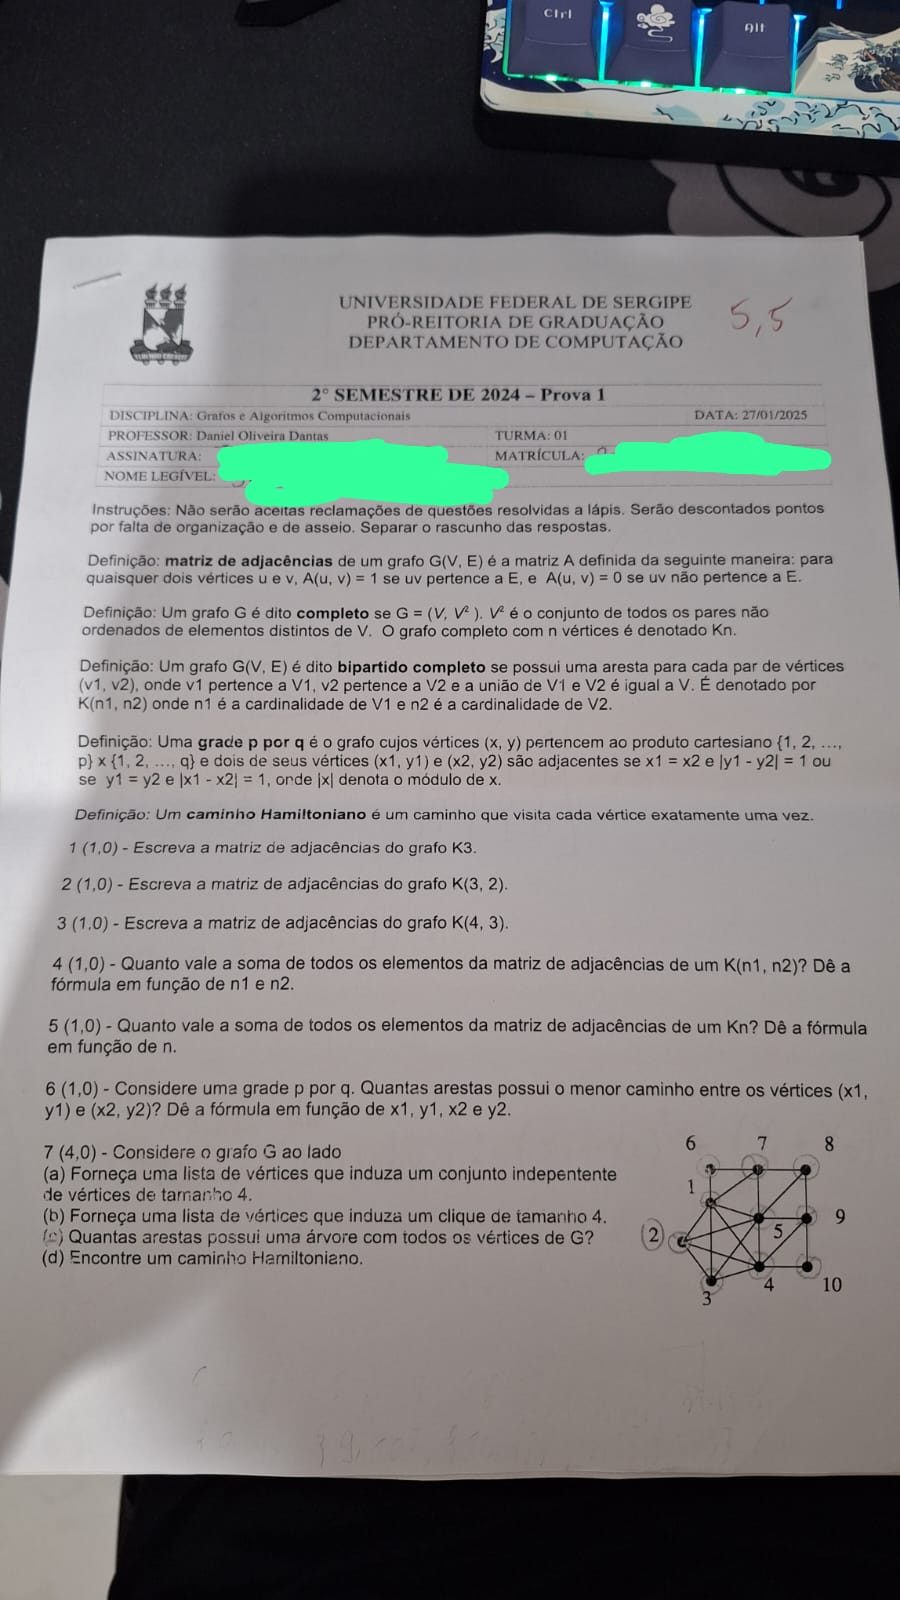 Ctrl
Alt
UNIVERSIDADE FEDERAL DE SERGIPE
PRÓ-REITORIA DE GRADUAÇÃO
DEPARTAMENTO DE COMPUTAÇÃO
5,5
2° SEMESTRE DE 2024 – Prova 1
DISCIPLINA: Grafos e Algoritmos Computacionais DATA: 27/01/2025
PROFESSOR: Daniel Oliveira Dantas TURMA: 01
ASSINATURA: MATRÍCULA:
NOME LEGÍVEL:
Instruções: Não serão aceitas reclamações de questões resolvidas a lápis. Serão descontados pontos
por falta de organização e de asseio. Separar o rascunho das respostas.
Definição: matriz de adjacências de um grafo G(V, E) é a matriz A definida da seguinte maneira: para
quaisquer dois vértices u e v, A(u, v) = 1 se uv pertence a E, e A(u, v) = 0 se uv não pertence a E.
Definição: Um grafo G é dito completo se G = (V, V² ). V² é o conjunto de todos os pares não
ordenados de elementos distintos de V. O grafo completo com n vértices é denotado Kn.
Definição: Um grafo G(V, E) é dito bipartido completo se possui uma aresta para cada par de vértices
(v1, v2), onde v1 pertence a V1, v2 pertence a V2 e a união de V1 e V2 é igual a V. É denotado por
K(n1, n2) onde n1 é a cardinalidade de V1 e n2 é a cardinalidade de V2.
Definição: Uma grade p por q é o grafo cujos vértices (x, y) pertencem ao produto cartesiano {1, 2, ...,
p} x {1, 2, ..., q} e dois de seus vértices (x1, y1) e (x2, y2) são adjacentes se x1 = x2 e |y1 - y2| = 1 ou
se y1 = y2 e |x1 - x2| = 1, onde |x| denota o módulo de x.
Definição: Um caminho Hamiltoniano é um caminho que visita cada vértice exatamente uma vez.
1 (1,0) - Escreva a matriz de adjacências do grafo K3.
2 (1,0) - Escreva a matriz de adjacências do grafo K(3, 2).
3 (1,0) - Escreva a matriz de adjacências do grafo K(4, 3).
4 (1,0) - Quanto vale a soma de todos os elementos da matriz de adjacências de um K(n1, n2)? Dê a
fórmula em função de n1 e n2.
5 (1,0) - Quanto vale a soma de todos os elementos da matriz de adjacências de um Kn? Dê a fórmula
em função de n.
6 (1,0) - Considere uma grade p por q. Quantas arestas possui o menor caminho entre os vértices (x1,
y1) e (x2, y2)? Dê a fórmula em função de x1, y1, x2 e y2.
7 (4,0) - Considere o grafo G ao lado
(a) Forneça uma lista de vértices que induza um conjunto indepentente
de vértices de tamanho 4.
(b) Forneça uma lista de vértices que induza um clique de tamanho 4.
(c) Quantas arestas possui uma árvore com todos os vértices de G?
(d) Encontre um caminho Hamiltoniano.
6 7 8
1
2 5 9
3 4 10